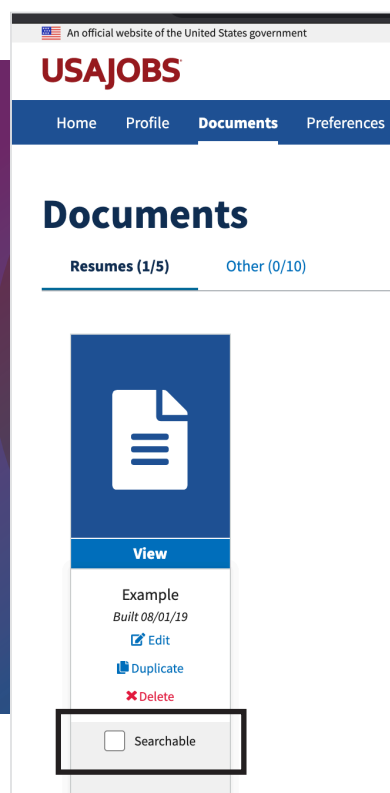 An official website of the United States government
USAJOBS
Home Profile Documents Preferences
Documents
Resumes (1/5) Other (0/10)
View
Example
Built 08/01/19
Edit
Duplicate
Delete
Searchable